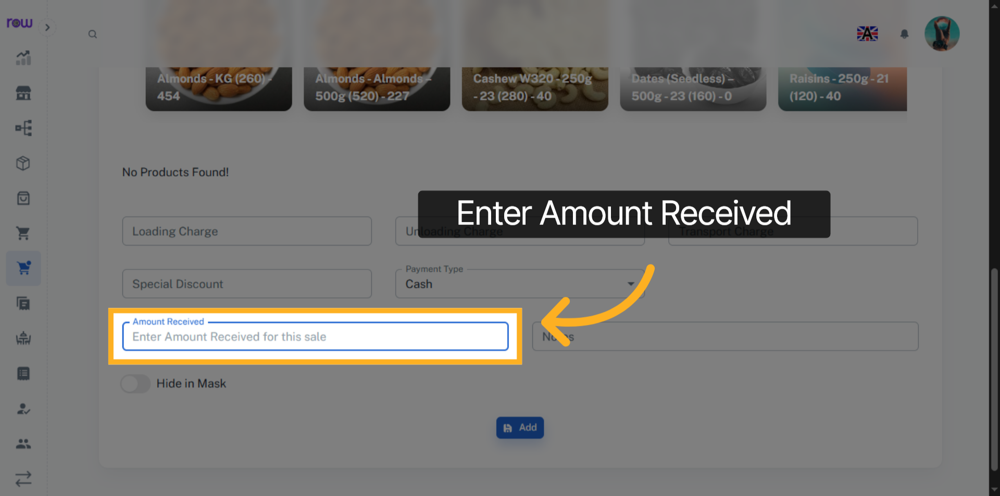 row
A
Almonds - KG (260) -
454
Almonds - Almonds –
500g (520) - 227
Cashew W320 - 250g
- 23 (280) - 40
Dates (Seedless) –
500g - 23 (160) - 0
Raisins - 250g - 21
(120) - 40
No Products Found!
Enter Amount Received
Loading Charge
Unloading Charge
Transport Charge
Special Discount
Payment Type
Cash
Amount Received
Enter Amount Received for this sale
Notes
Hide in Mask
Add